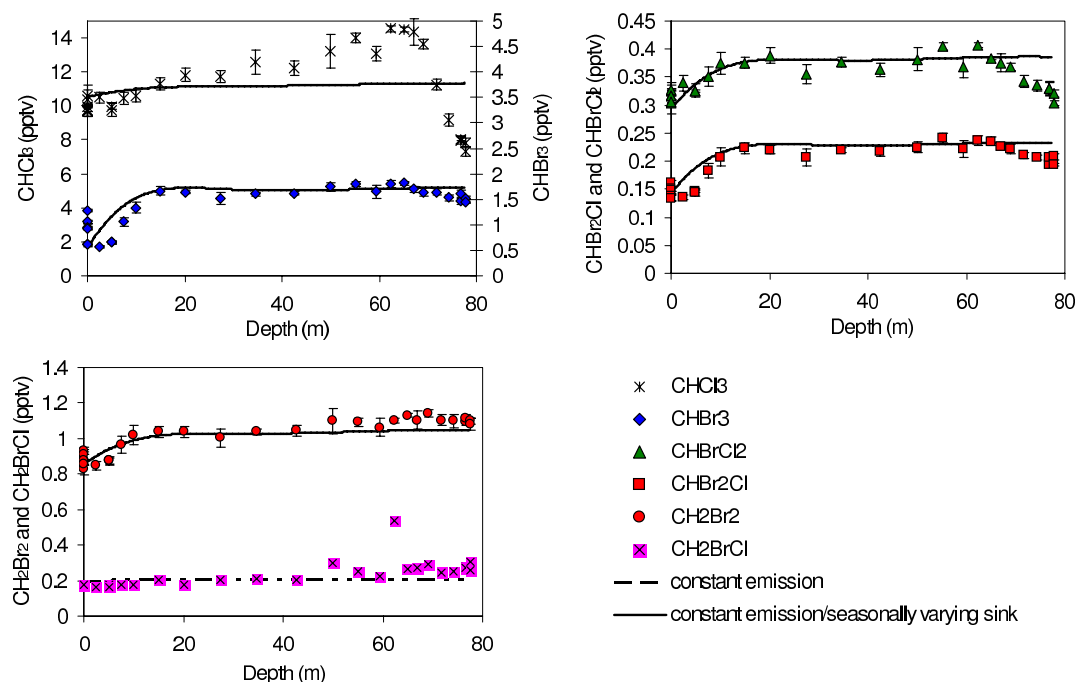 CHCl3 (pptv)
14
12
10
8
6
4
2
0
5
4.5
4
3.5
3
2.5
2
1.5
1
0.5
0
CHBr3 (pptv)
0 20 40 60 80
Depth (m)
CHBr2Cl and CHBrCl2 (pptv)
0.45
0.4
0.35
0.3
0.25
0.2
0.15
0.1
0.05
0
0 20 40 60 80
Depth (m)
CH2Br2 and CH2BrCl (pptv)
1.4
1.2
1
0.8
0.6
0.4
0.2
0
0 20 40 60 80
Depth (m)
CHCl3
CHBr3
CHBrCl2
CHBr2Cl
CH2Br2
CH2BrCl
constant emission
constant emission/seasonally varying sink